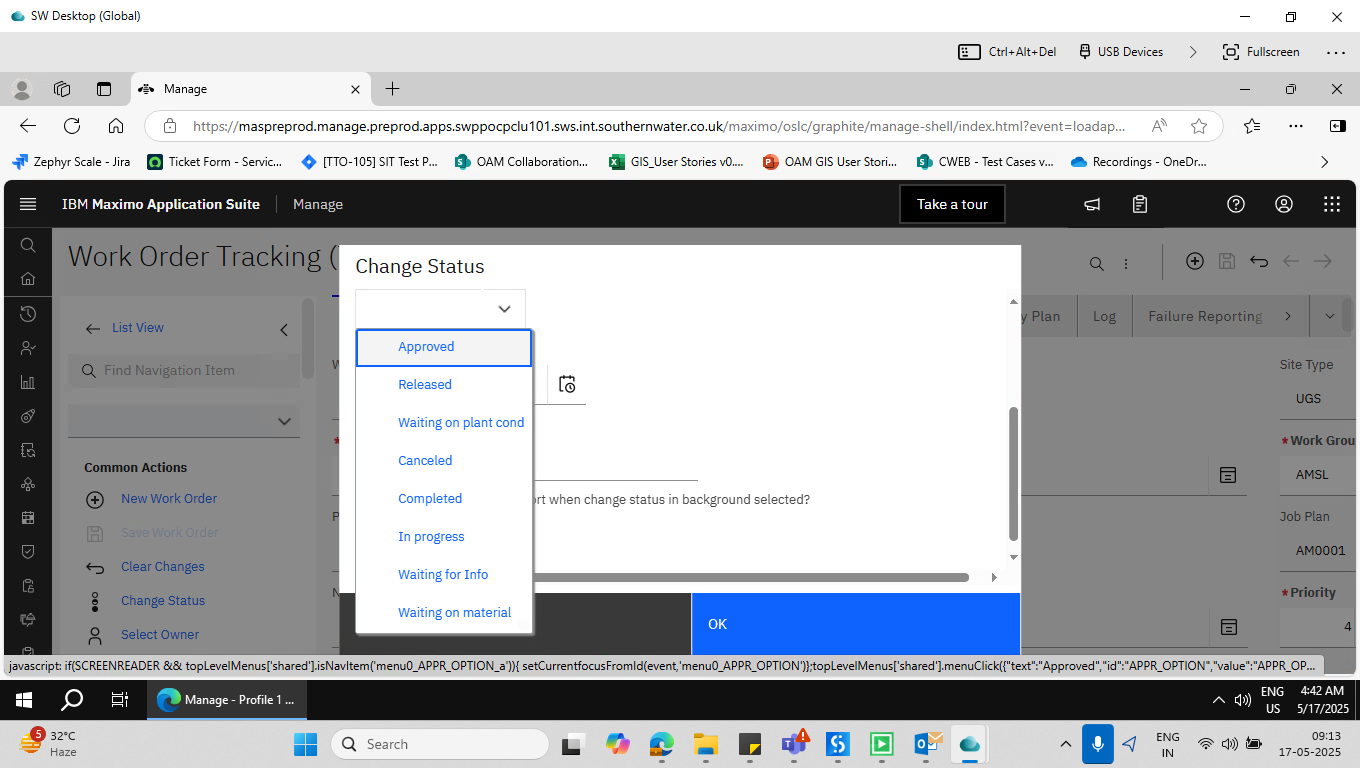 SW Desktop (Global)
Ctrl+Alt+Del
USB Devices
Fullscreen
Manage
https://maspreprod.manage.preprod.apps.swppocpclu101.sws.int.southernwater.co.uk/maximo/oslc/graphite/manage-shell/index.html?event=loadap...
Zephyr Scale - Jira
Ticket Form - Servic...
[TTO-105] SIT Test P...
OAM Collaboration...
GIS_User Stories v0....
OAM GIS User Stori...
CWEB - Test Cases v...
Recordings - OneDr...
IBM Maximo Application Suite
Manage
Take a tour
Work Order Tracking (
Change Status
List View
Find Navigation Item
Common Actions
New Work Order
Save Work Order
Clear Changes
Change Status
Select Owner
Approved
Released
Waiting on plant cond
Canceled
Completed
In progress
Waiting for Info
Waiting on material
rt when change status in background selected?
OK
y Plan
Log
Failure Reporting
Site Type
UGS
*Work Grou
AMSL
Job Plan
AM0001
*Priority
4
javascript: if(SCREENREADER && topLevelMenus['shared'].isNavItem('menu0_APPR_OPTION_a')){ setCurrentfocusFromId(event,'menu0_APPR_OPTION')};topLevelMenus['shared'].menuClick({"text":"Approved","id":"APPR_OPTION","value":"APPR_OP...
Manage - Profile 1 ...
ENG
US
4:42 AM
5/17/2025
5
32°C
Haze
Search
ENG
IN
09:13
17-05-2025